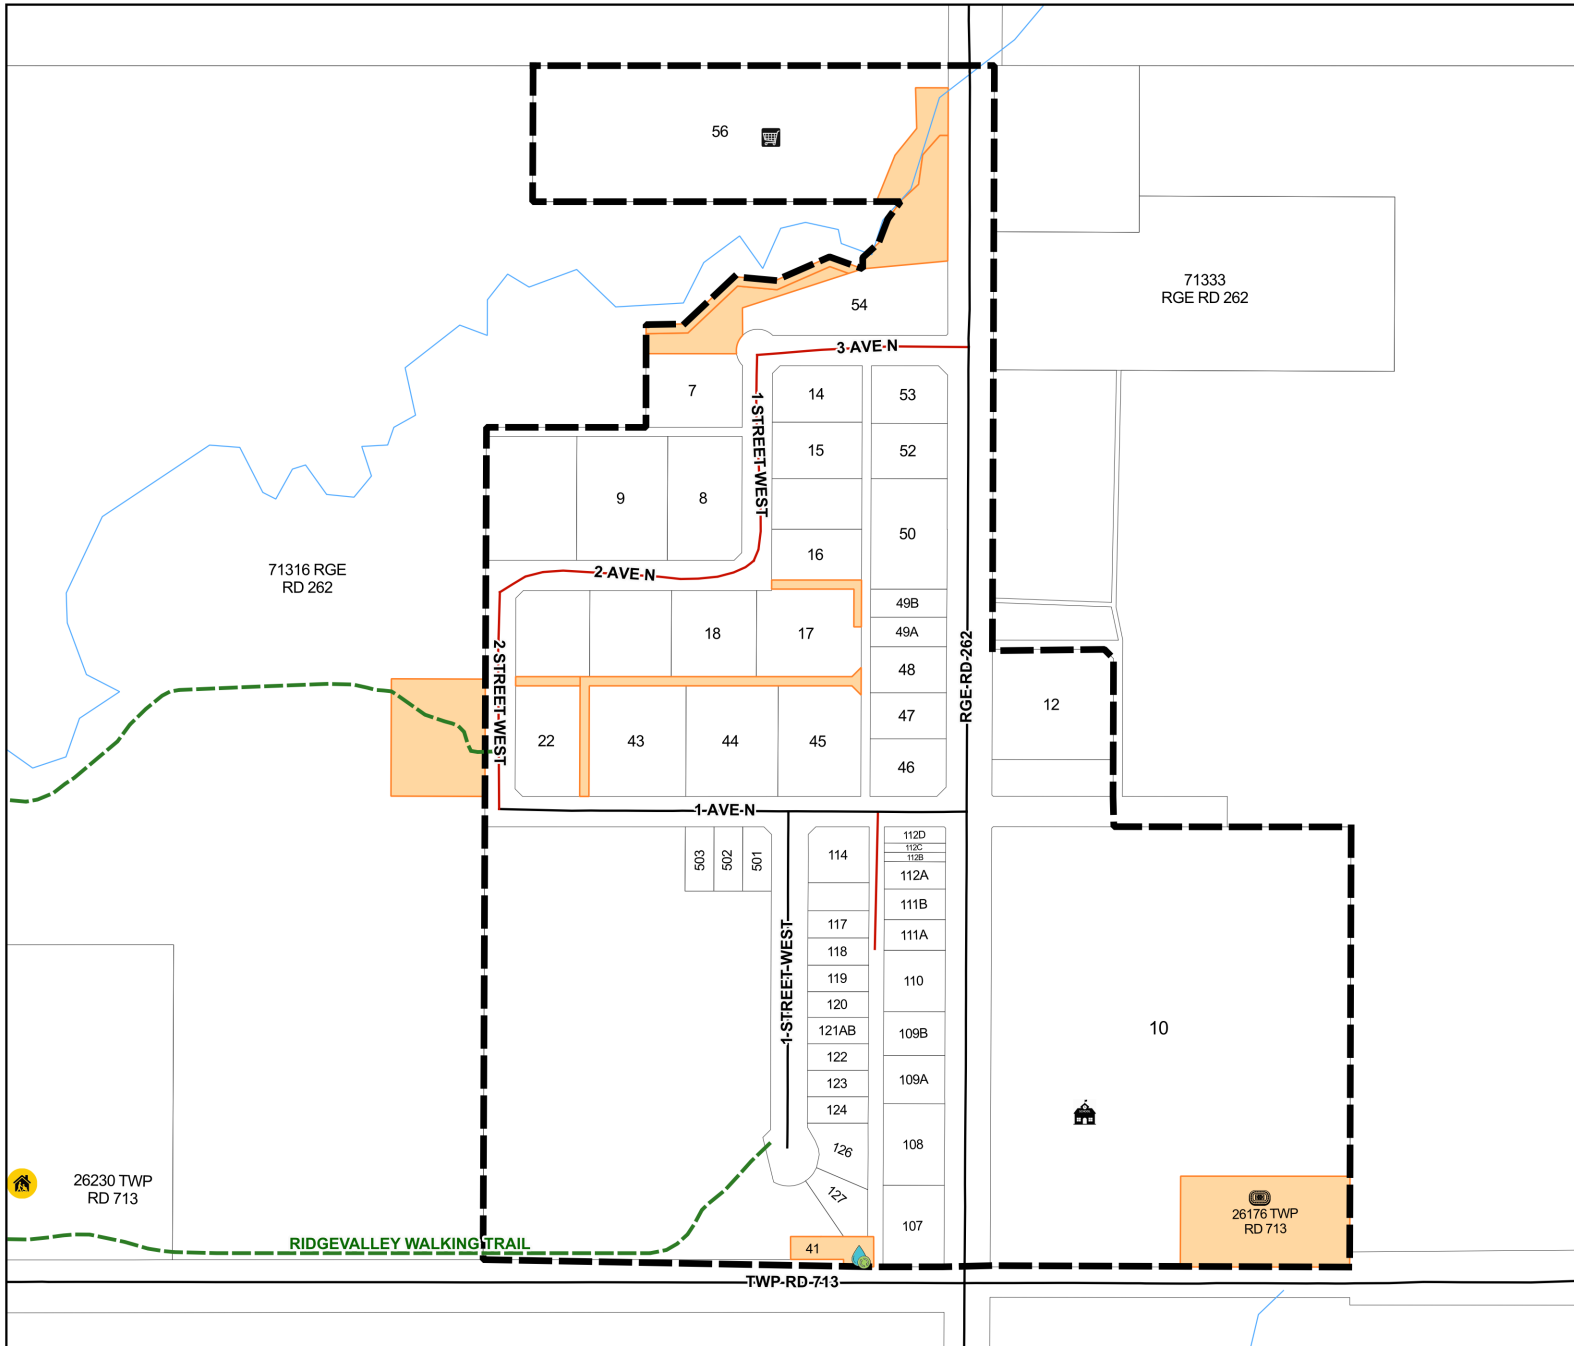 56
71333
RGE RD 262
54
3 AVE N
7
14
53
1 STREET WEST
15
52
9
8
50
16
71316 RGE
RD 262
2 AVE N
49B
49A
18
17
48
2 STREET WEST
RGE RD 262
12
47
22
43
44
45
46
1 AVE N
503
502
501
114
112D
112C
112B
112A
111B
117
111A
118
119
110
120
1 STREET WEST
121AB
109B
10
122
123
109A
124
126
108
26230 TWP
RD 713
127
107
26176 TWP
RD 713
RIDGEVALLEY WALKING TRAIL
41
TWP RD 713